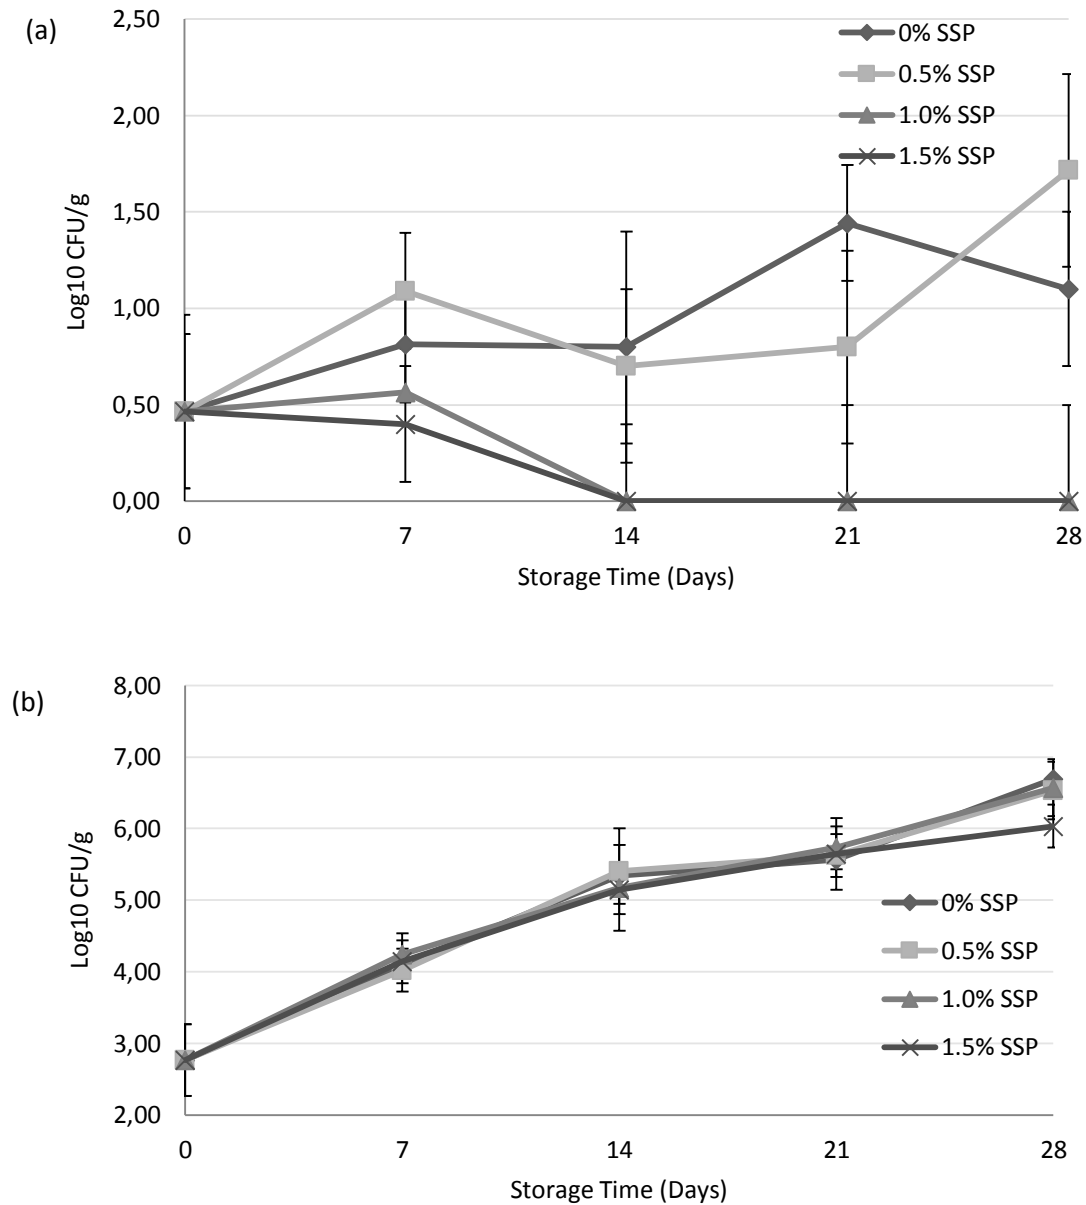 (a)
2,50
2,00
1,50
1,00
0,50
0,00
Log10 CFU/g
0% SSP
0.5% SSP
1.0% SSP
1.5% SSP
0 7 14 21 28
Storage Time (Days)
(b)
8,00
7,00
6,00
5,00
4,00
3,00
2,00
Log10 CFU/g
0% SSP
0.5% SSP
1.0% SSP
1.5% SSP
0 7 14 21 28
Storage Time (Days)